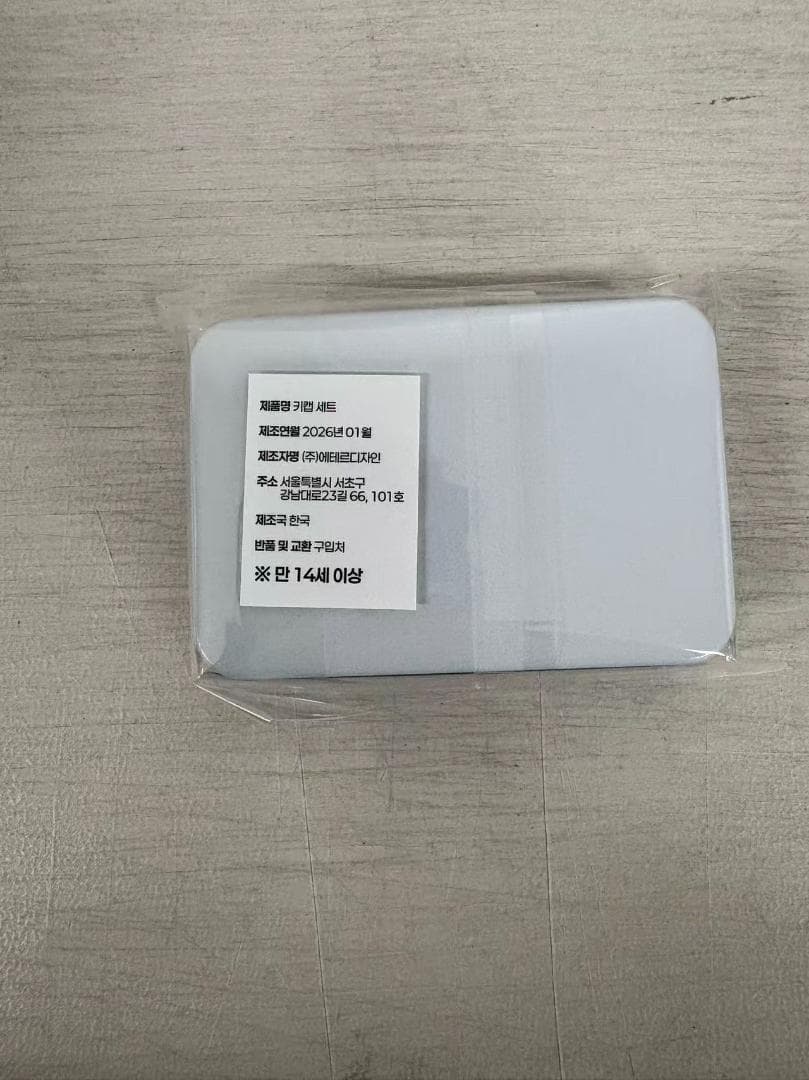 제품명 키캡 세트
제조연월 2026년 01월
제조자명 (주)에테르디자인
주소 서울특별시 서초구
강남대로23길 66, 101호
제조국 한국
반품 및 교환 구입처
※ 만 14세 이상